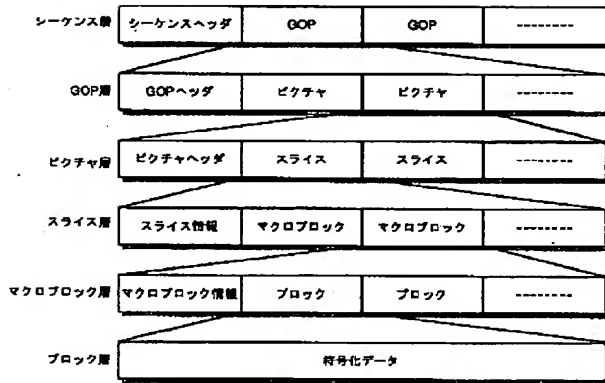 シーケンス層 シーケンスヘッダ GOP GOP --------
GOP層 GOPヘッダ ピクチャ ピクチャ --------
ピクチャ層 ピクチャヘッダ スライス スライス --------
スライス層 スライス情報 マクロブロック マクロブロック --------
マクロブロック層 マクロブロック情報 ブロック ブロック --------
ブロック層 符号化データ